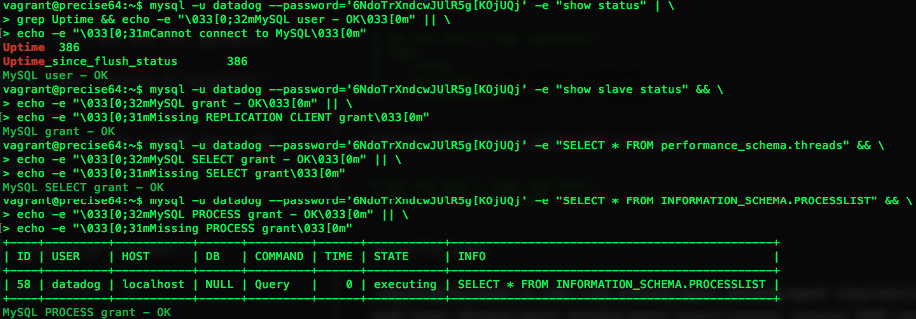 vagrant@precise64:~$ mysql -u datadog --password='6NdoTrXndcwJUlR5g[KOjUQj' -e "show status" | \
> grep Uptime && echo -e "\033[0;32mMySQL user - OK\033[0m" || \
> echo -e "\033[0;31mCannot connect to MySQL\033[0m"
Uptime  386
Uptime_since_flush_status       386
MySQL user - OK
vagrant@precise64:~$ mysql -u datadog --password='6NdoTrXndcwJUlR5g[KOjUQj' -e "show slave status" && \
> echo -e "\033[0;32mMySQL grant - OK\033[0m" || \
> echo -e "\033[0;31mMissing REPLICATION CLIENT grant\033[0m"
MySQL grant - OK
vagrant@precise64:~$ mysql -u datadog --password='6NdoTrXndcwJUlR5g[KOjUQj' -e "SELECT * FROM performance_schema.threads" && \
> echo -e "\033[0;32mMySQL SELECT grant - OK\033[0m" || \
> echo -e "\033[0;31mMissing SELECT grant\033[0m"
MySQL SELECT grant - OK
vagrant@precise64:~$ mysql -u datadog --password='6NdoTrXndcwJUlR5g[KOjUQj' -e "SELECT * FROM INFORMATION_SCHEMA.PROCESSLIST" && \
> echo -e "\033[0;32mMySQL PROCESS grant - OK\033[0m" || \
> echo -e "\033[0;31mMissing PROCESS grant\033[0m"
+----+---------+-----------+------+---------+------+-----------+----------------------------------------------+
| ID | USER    | HOST      | DB   | COMMAND | TIME | STATE     | INFO                                         |
+----+---------+-----------+------+---------+------+-----------+----------------------------------------------+
| 58 | datadog | localhost | NULL | Query   |    0 | executing | SELECT * FROM INFORMATION_SCHEMA.PROCESSLIST |
+----+---------+-----------+------+---------+------+-----------+----------------------------------------------+
MySQL PROCESS grant - OK